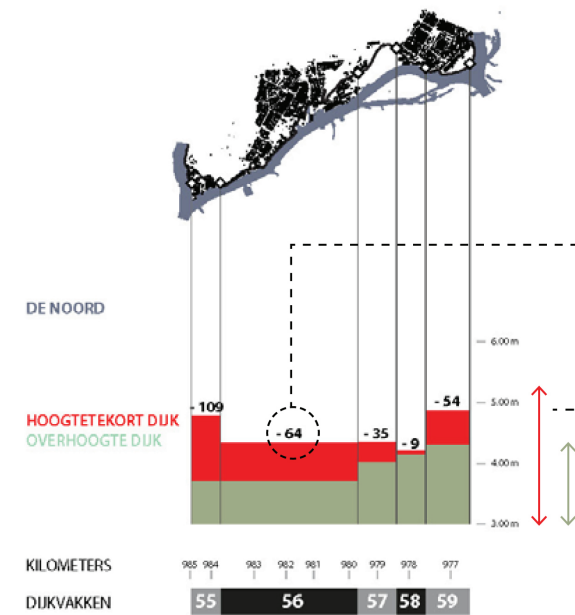 DE NOORD
6.00 m
5.00 m
- 54
- 109
HOOGTETEKORT DIJK
- 64
- 35
OVERHOOGTE DIJK
- 9
4.00 m
3.00 m
KILOMETERS 985 984 983 982 981 980 979 978 977
DIJKVAKKEN 55 56 57 58 59